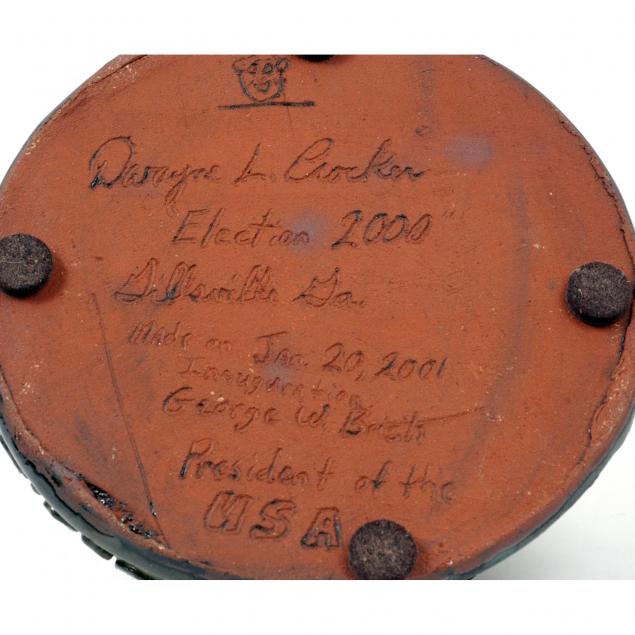 Dwayne L. Crocker
Election 2000"
Gillsville Ga.
Made on Jan. 20, 2001
Inauguration
George W. Bush
President of the
USA